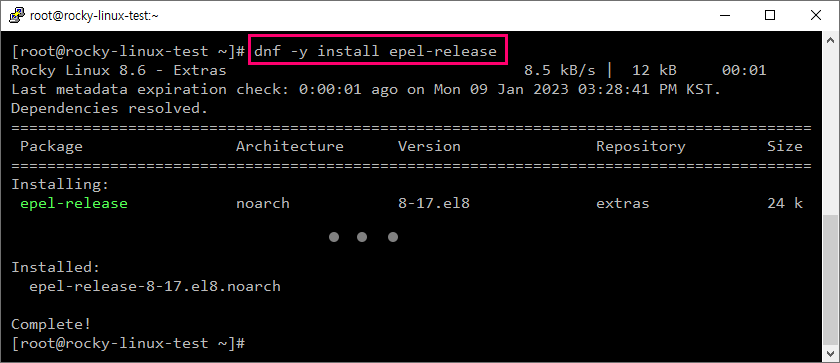 root@rocky-linux-test:~
[root@rocky-linux-test ~]# dnf -y install epel-release
Rocky Linux 8.6 - Extras 8.5 kB/s | 12 kB 00:01
Last metadata expiration check: 0:00:01 ago on Mon 09 Jan 2023 03:28:41 PM KST.
Dependencies resolved.
================================================================================
Package Architecture Version Repository Size
================================================================================
Installing:
epel-release noarch 8-17.el8 extras 24 k
● ● ●
Installed:
epel-release-8-17.el8.noarch
Complete!
[root@rocky-linux-test ~]#